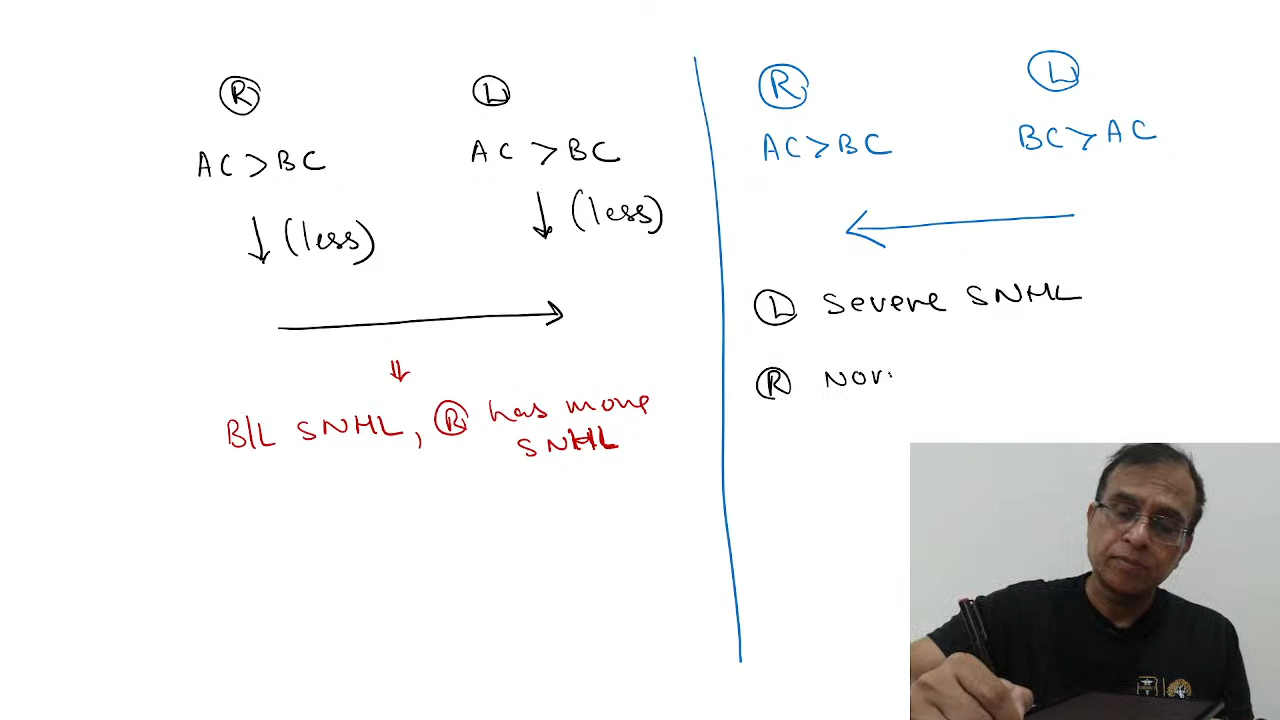 R L
AC > BC AC > BC
↓ (less) ↓ (less)
→
⇓
B/L SNHL, R has more
SNHL
R L
AC > BC BC > AC
←
L severe SNHL
R Nor